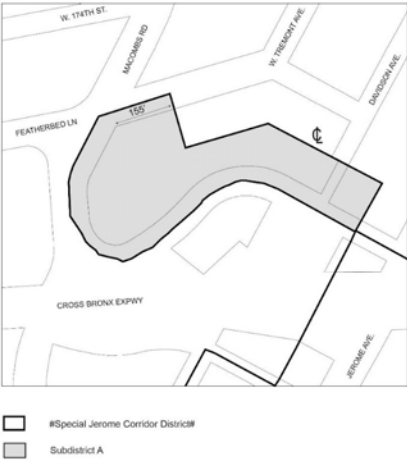 W. 174TH ST.
MACOMBS RD
W. TREMONT AVE.
DAVIDSON AVE.
155'
FEATHERBED LN
℄
CROSS BRONX EXPWY
JEROME AVE.
#Special Jerome Corridor District#
Subdistrict A